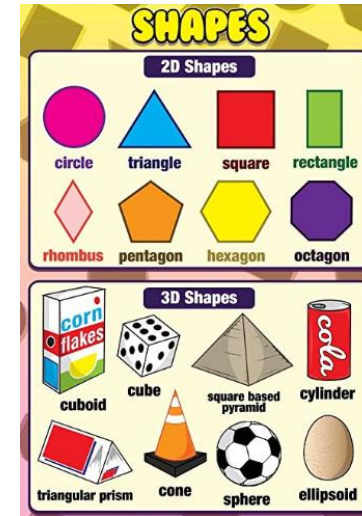 SHAPES
2D Shapes
circle triangle square rectangle
rhombus pentagon hexagon octagon
3D Shapes
corn
flakes
cola
cuboid cube square based
pyramid cylinder
triangular prism cone sphere ellipsoid